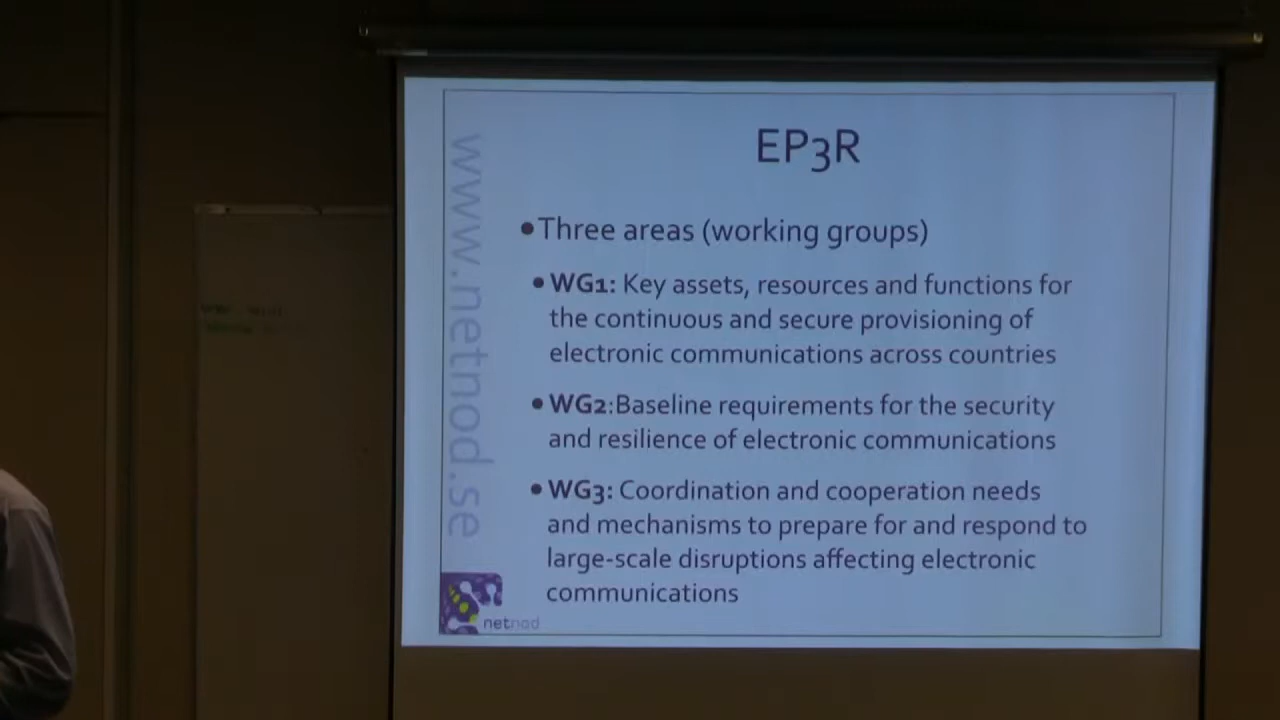 EP3R
•Three areas (working groups)
•WG1: Key assets, resources and functions for
the continuous and secure provisioning of
electronic communications across countries
•WG2:Baseline requirements for the security
and resilience of electronic communications
•WG3: Coordination and cooperation needs
and mechanisms to prepare for and respond to
large-scale disruptions affecting electronic
communications
www.netnod.se
netnod